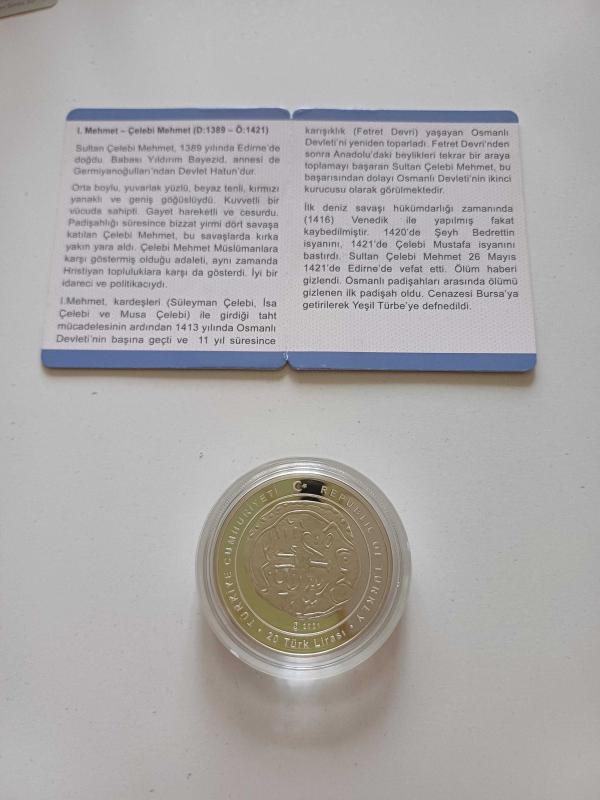 I. Mehmet – Çelebi Mehmet (D:1389 – Ö:1421)
Sultan Çelebi Mehmet, 1389 yılında Edirne'de
doğdu. Babası Yıldırım Bayezid, annesi de
Germiyanoğulları'ndan Devlet Hatun'dur.
Orta boylu, yuvarlak yüzlü, beyaz tenli, kırmızı
yanaklı ve geniş göğüslüydü. Kuvvetli bir
vücuda sahipti. Gayet hareketli ve cesurdu.
Padişahlığı süresince bizzat yirmi dört savaşa
katılan Çelebi Mehmet, bu savaşlarda kırka
yakın yara aldı. Çelebi Mehmet Müslümanlara
karşı göstermiş olduğu adaleti, aynı zamanda
Hristiyan topluluklara karşı da gösterdi. İyi bir
idareci ve politikacıydı.
I.Mehmet, kardeşleri (Süleyman Çelebi, İsa
Çelebi ve Musa Çelebi) ile girdiği taht
mücadelesinin ardından 1413 yılında Osmanlı
Devleti'nin başına geçti ve 11 yıl süresince
karışıklık (Fetret Devri) yaşayan Osmanlı
Devleti'ni yeniden toparladı. Fetret Devri'nden
sonra Anadolu'daki beylikleri tekrar bir araya
toplamayı başaran Sultan Çelebi Mehmet, bu
başarısından dolayı Osmanlı Devleti'nin ikinci
kurucusu olarak görülmektedir.
İlk deniz savaşı hükümdarlığı zamanında
(1416) Venedik ile yapılmış fakat
kaybedilmiştir. 1420'de Şeyh Bedrettin
isyanını, 1421'de Çelebi Mustafa isyanını
bastırdı. Sultan Çelebi Mehmet 26 Mayıs
1421'de Edirne'de vefat etti. Ölüm haberi
gizlendi. Osmanlı padişahları arasında ölümü
gizlenen ilk padişah oldu. Cenazesi Bursa'ya
getirilerek Yeşil Türbe'ye defnedildi.
TÜRKİYE CUMHURİYETİ
REPUBLIC OF TURKEY
2021
• 20 Türk Lirası •